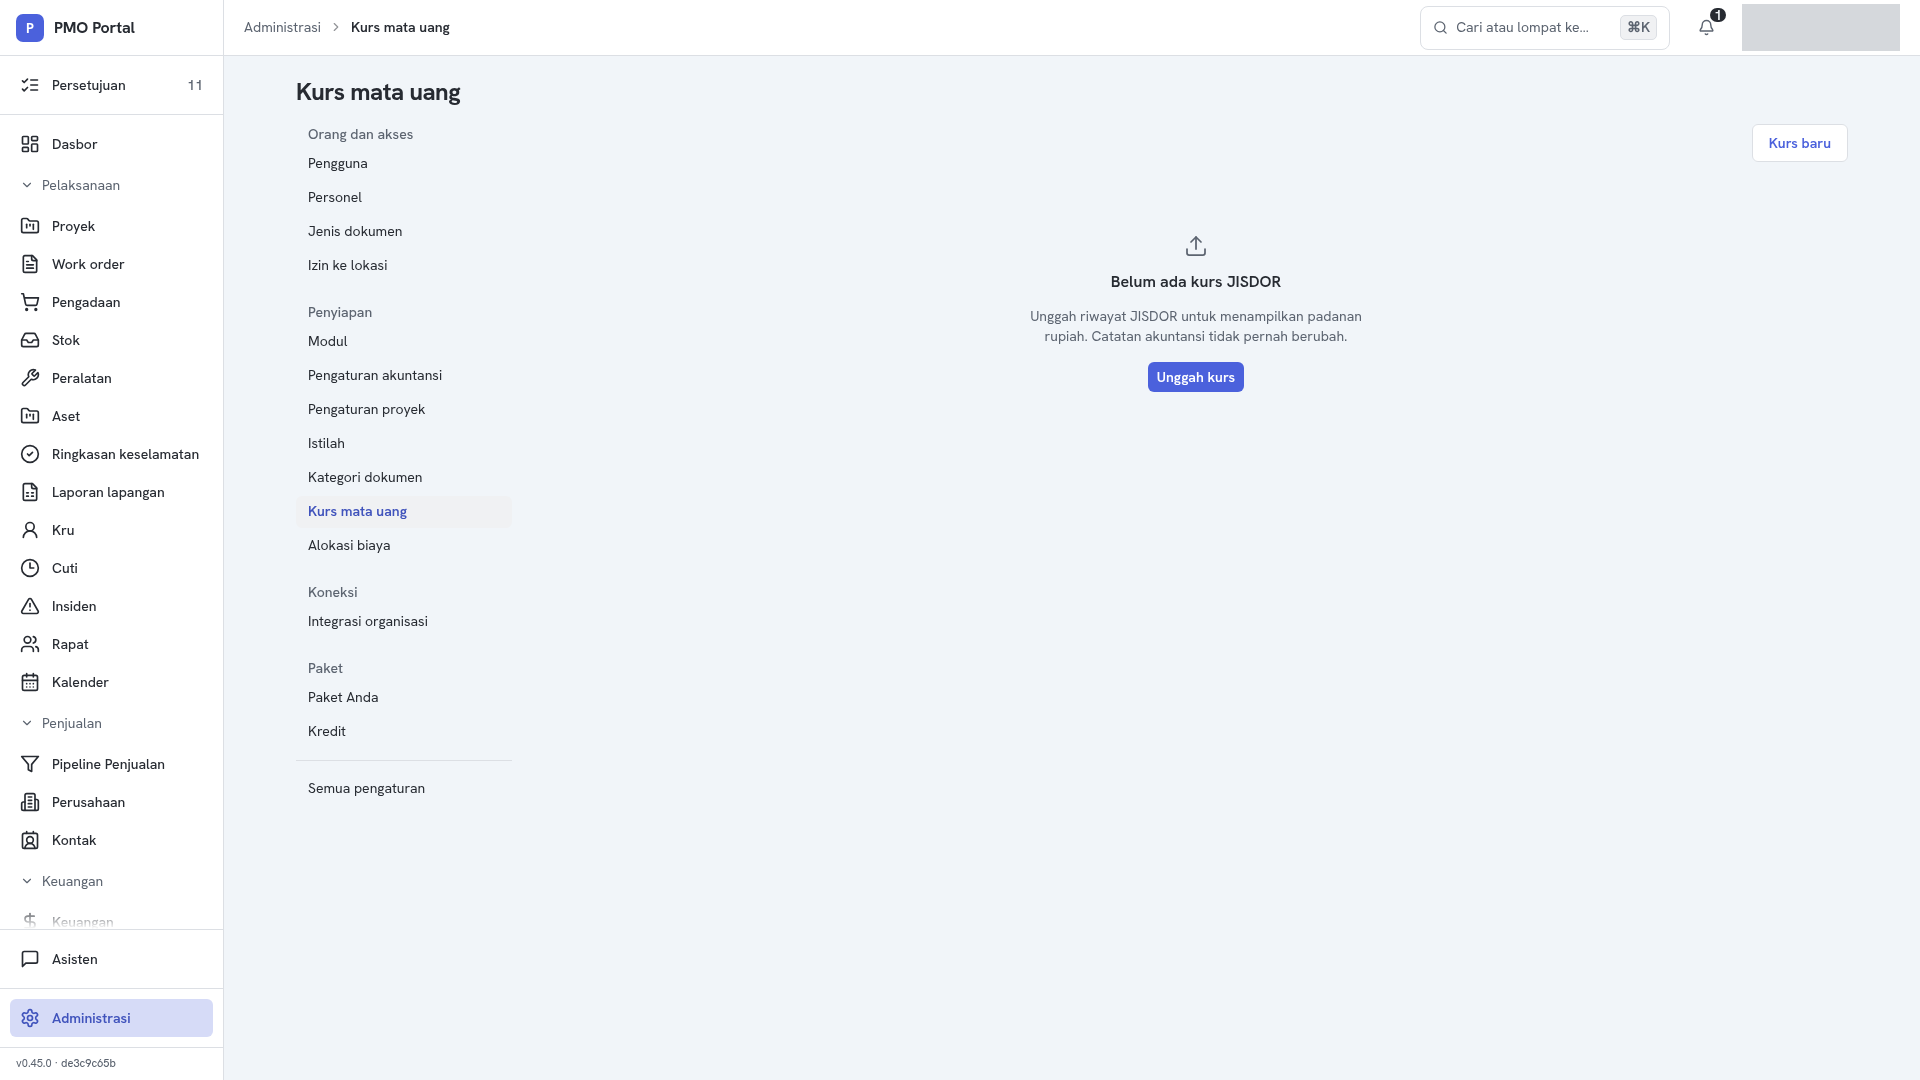 P PMO Portal
Administrasi > Kurs mata uang
Cari atau lompat ke... ⌘K
1
Persetujuan 11
Dasbor
Pelaksanaan
Proyek
Work order
Pengadaan
Stok
Peralatan
Aset
Ringkasan keselamatan
Laporan lapangan
Kru
Cuti
Insiden
Rapat
Kalender
Penjualan
Pipeline Penjualan
Perusahaan
Kontak
Keuangan
Keuangan
Asisten
Administrasi
v0.45.0 · de3c9c65b
Kurs mata uang
Orang dan akses
Pengguna
Personel
Jenis dokumen
Izin ke lokasi
Penyiapan
Modul
Pengaturan akuntansi
Pengaturan proyek
Istilah
Kategori dokumen
Kurs mata uang
Alokasi biaya
Koneksi
Integrasi organisasi
Paket
Paket Anda
Kredit
Semua pengaturan
Kurs baru
Belum ada kurs JISDOR
Unggah riwayat JISDOR untuk menampilkan padanan
rupiah. Catatan akuntansi tidak pernah berubah.
Unggah kurs